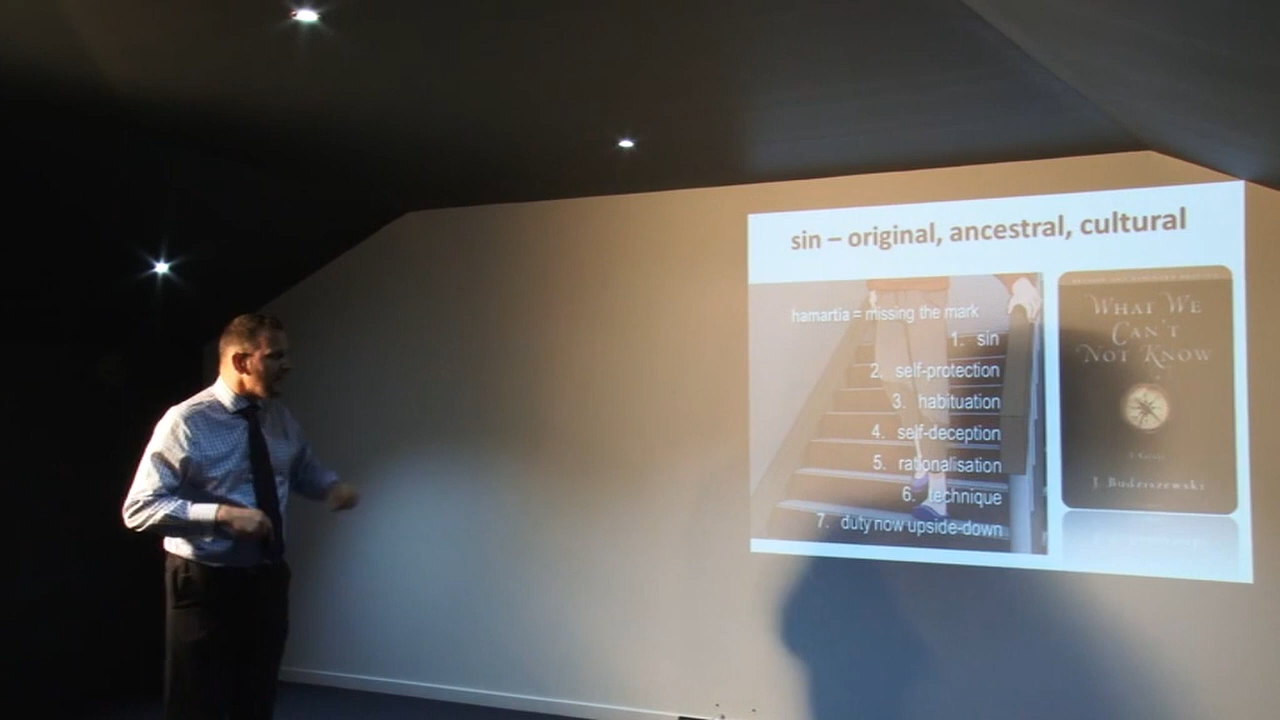 sin – original, ancestral, cultural
hamartia = missing the mark
1. sin
2. self-protection
3. habituation
4. self-deception
5. rationalisation
6. technique
7. duty now upside-down
WHAT WE
CAN'T
NOT KNOW
J. Budziszewski